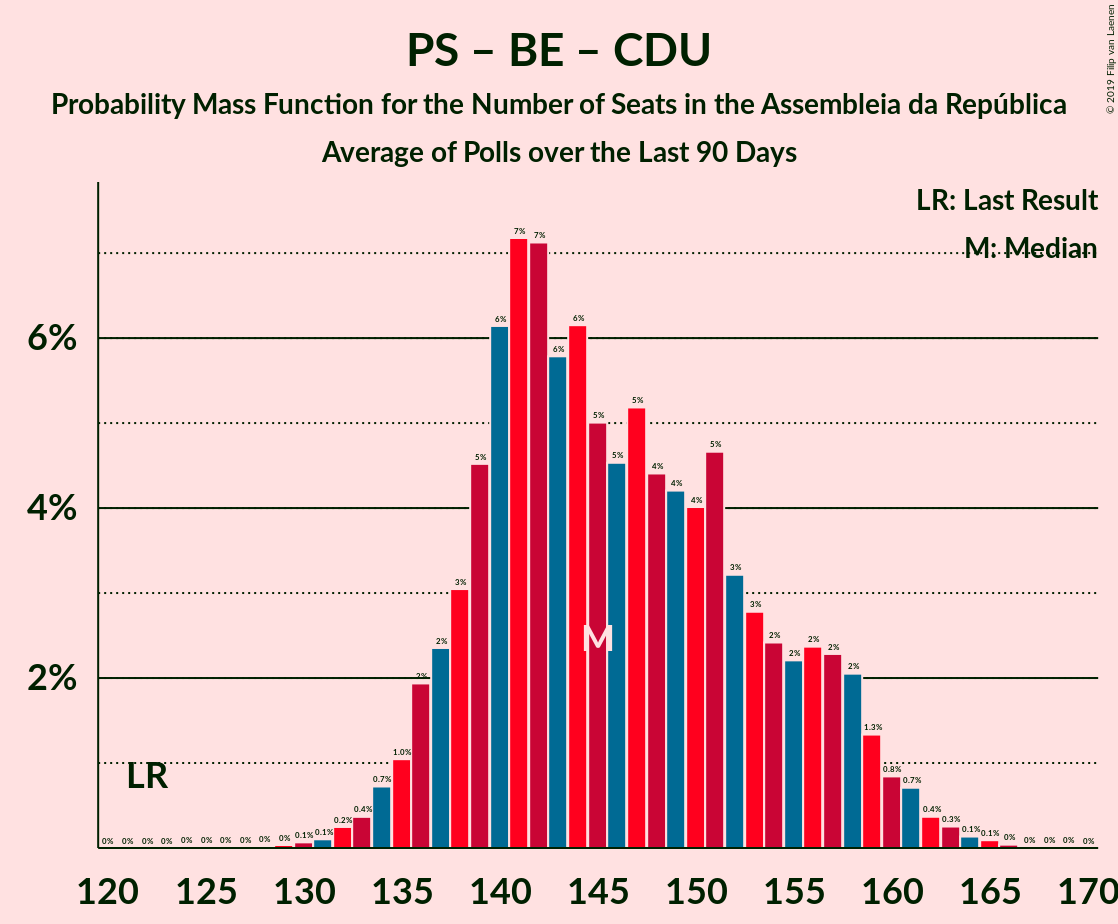 © 2019 Filip van Laenen
PS – BE – CDU
Probability Mass Function for the Number of Seats in the Assembleia da República
Average of Polls over the Last 90 Days
LR: Last Result
M: Median
6%
4%
2%
LR
M
0% 0% 0% 0% 0% 0% 0% 0% 0% 0% 0.1% 0.1% 0.2% 0.4% 0.7% 1.0% 2% 2% 3% 5% 6% 7% 7% 6% 6% 5% 5% 5% 4% 4% 4% 5% 3% 3% 2% 2% 2% 2% 2% 1.3% 0.8% 0.7% 0.4% 0.3% 0.1% 0.1% 0% 0% 0% 0% 0%
120 125 130 135 140 145 150 155 160 165 170